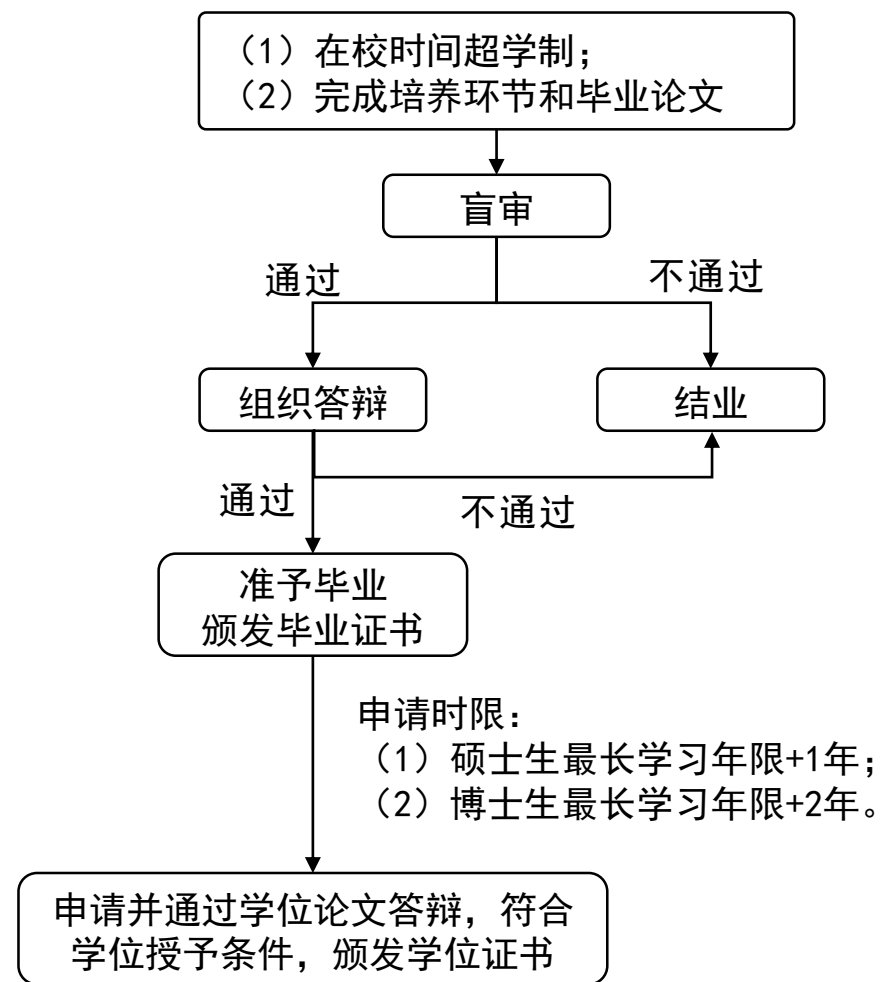 （1）在校时间超学制；
（2）完成培养环节和毕业论文
盲审
通过
不通过
组织答辩
结业
通过
不通过
准予毕业
颁发毕业证书
申请时限：
（1）硕士生最长学习年限+1年；
（2）博士生最长学习年限+2年。
申请并通过学位论文答辩，符合
学位授予条件，颁发学位证书